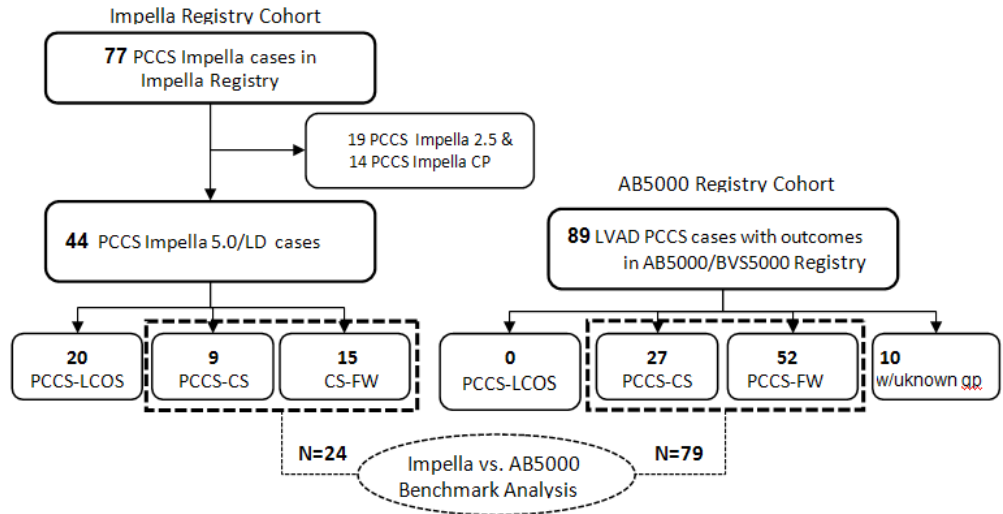 Impella Registry Cohort
77 PCCS Impella cases in
Impella Registry
19 PCCS Impella 2.5 &
14 PCCS Impella CP
44 PCCS Impella 5.0/LD cases
20
PCCS-LCOS
9
PCCS-CS
15
CS-FW
AB5000 Registry Cohort
89 LVAD PCCS cases with outcomes
in AB5000/BVS5000 Registry
0
PCCS-LCOS
27
PCCS-CS
52
PCCS-FW
10
w/uknown gp
N=24
N=79
Impella vs. AB5000
Benchmark Analysis